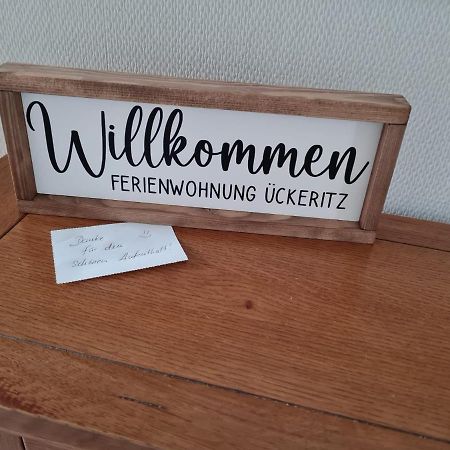 Willkommen
FERIENWOHNUNG ÜCKERITZ
Danke :)
für den
schönen Aufenthalt!